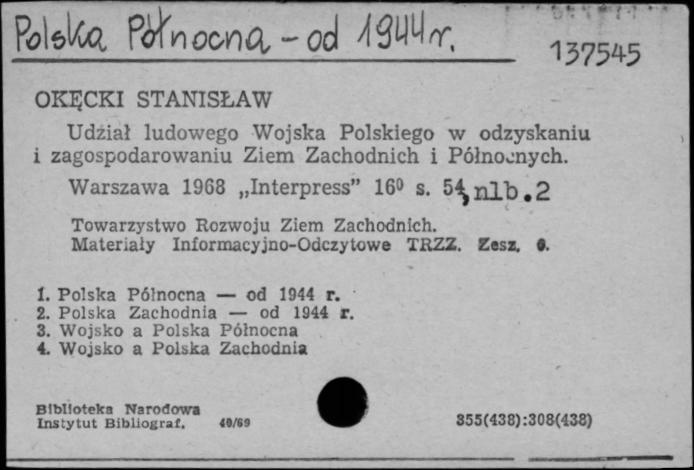 Polska Północna - od 1944 r.
137545
OKĘCKI STANISŁAW
Udział ludowego Wojska Polskiego w odzyskaniu
i zagospodarowaniu Ziem Zachodnich i Północnych.
Warszawa 1968 „Interpress” 16⁰ s. 54, nlb. 2
Towarzystwo Rozwoju Ziem Zachodnich.
Materiały Informacyjno-Odczytowe TRZZ. Zesz. 6.
1. Polska Północna — od 1944 r.
2. Polska Zachodnia — od 1944 r.
3. Wojsko a Polska Północna
4. Wojsko a Polska Zachodnia
Biblioteka Narodowa
Instytut Bibliograf. 40/69
355(438):308(438)